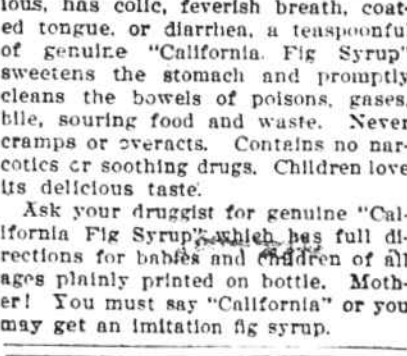 ious, has colic, feverish breath, coat-
ed tongue, or diarrhea, a teaspoonful
of genuine "California Fig Syrup"
sweetens the stomach and promptly
cleans the bowels of poisons, gases,
bile, souring food and waste. Never
cramps or overacts. Contains no nar-
cotics or soothing drugs. Children love
its delicious taste.
Ask your druggist for genuine "Cal-
ifornia Fig Syrup" which has full di-
rections for babies and children of all
ages plainly printed on bottle. Moth-
er! You must say "California" or you
may get an imitation fig syrup.